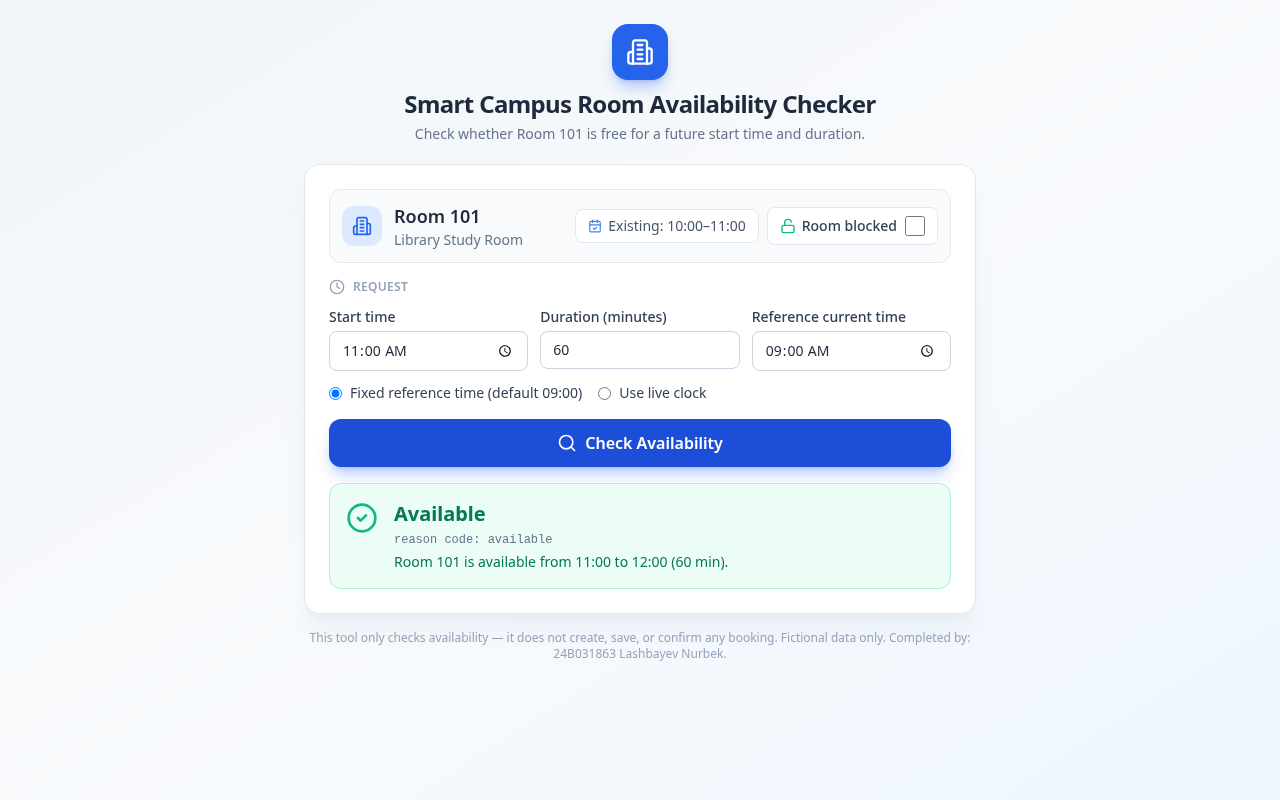 Smart Campus Room Availability Checker
Check whether Room 101 is free for a future start time and duration.
Room 101
Library Study Room
Existing: 10:00–11:00
Room blocked
REQUEST
Start time
Duration (minutes)
Reference current time
11:00 AM
60
09:00 AM
Fixed reference time (default 09:00)
Use live clock
Check Availability
Available
reason code: available
Room 101 is available from 11:00 to 12:00 (60 min).
This tool only checks availability — it does not create, save, or confirm any booking. Fictional data only. Completed by:
24B031863 Lashbayev Nurbek.